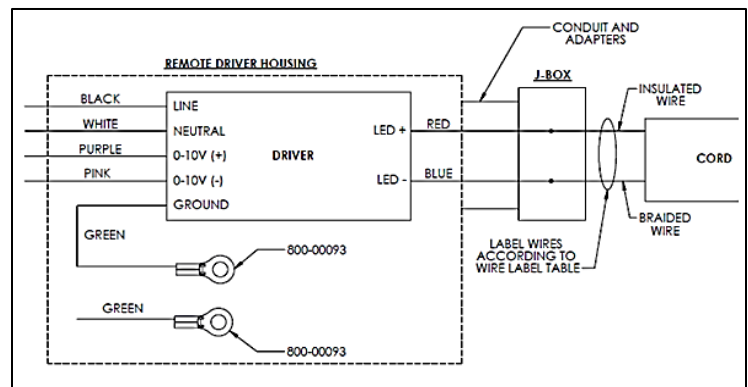 CONDUIT AND
ADAPTERS
REMOTE DRIVER HOUSING
J-BOX
INSULATED
WIRE
BLACK
LINE
WHITE
NEUTRAL
LED +
RED
PURPLE
0-10V (+)
DRIVER
CORD
PINK
0-10V (-)
LED -
BLUE
GROUND
BRAIDED
WIRE
GREEN
LABEL WIRES
ACCORDING TO
WIRE LABEL TABLE
800-00093
GREEN
800-00093